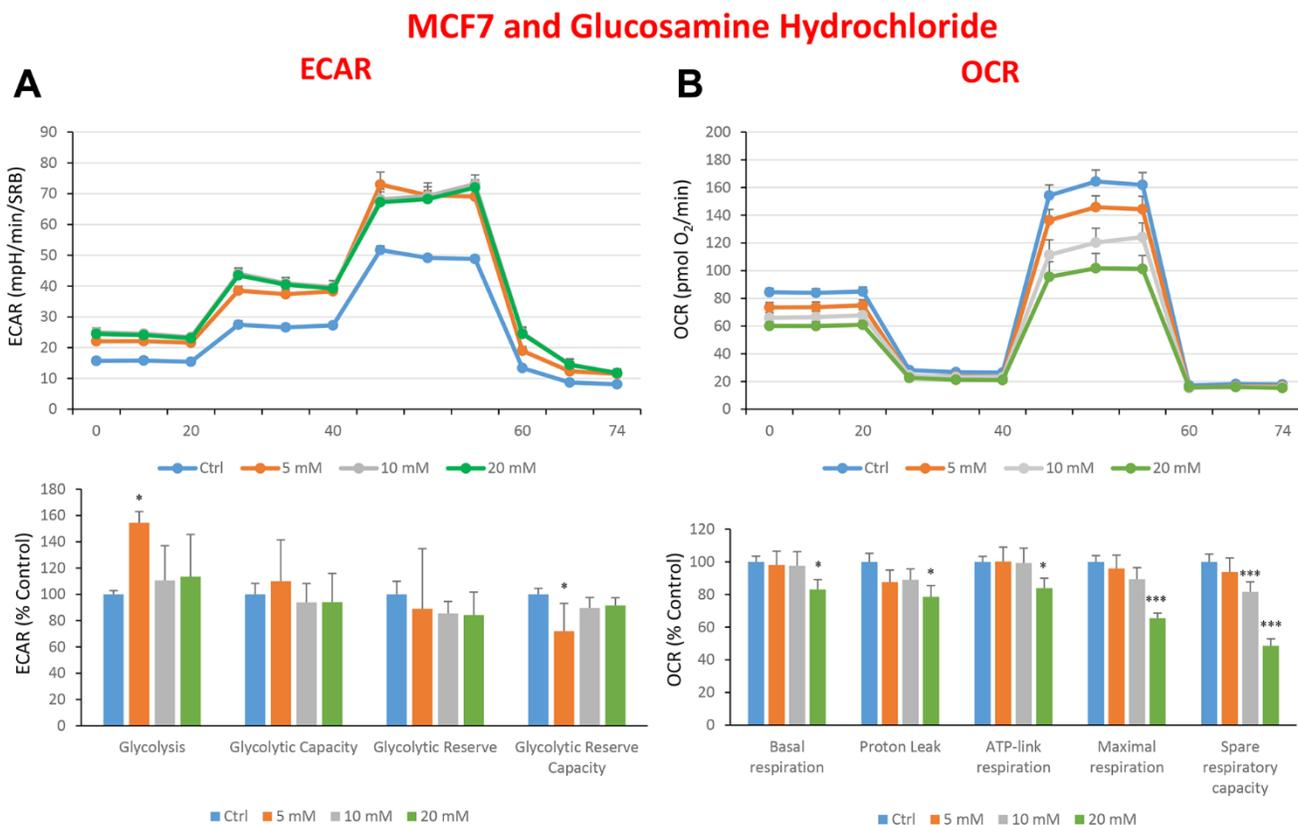 MCF7 and Glucosamine Hydrochloride
A
ECAR
ECAR (mpH/min/SRB)
90
80
70
60
50
40
30
20
10
0
0 20 40 60 74
Ctrl 5 mM 10 mM 20 mM
ECAR (% Control)
180
160
140
120
100
80
60
40
20
0
*
*
Glycolysis Glycolytic Capacity Glycolytic Reserve Glycolytic Reserve
Capacity
Ctrl 5 mM 10 mM 20 mM
B
OCR
OCR (pmol O₂/min)
200
180
160
140
120
100
80
60
40
20
0
0 20 40 60 74
Ctrl 5 mM 10 mM 20 mM
OCR (% Control)
120
100
80
60
40
20
0
* * * *** *** ***
Basal Proton Leak ATP-link Maximal Spare
respiration respiration respiration respiratory
capacity
Ctrl 5 mM 10 mM 20 mM